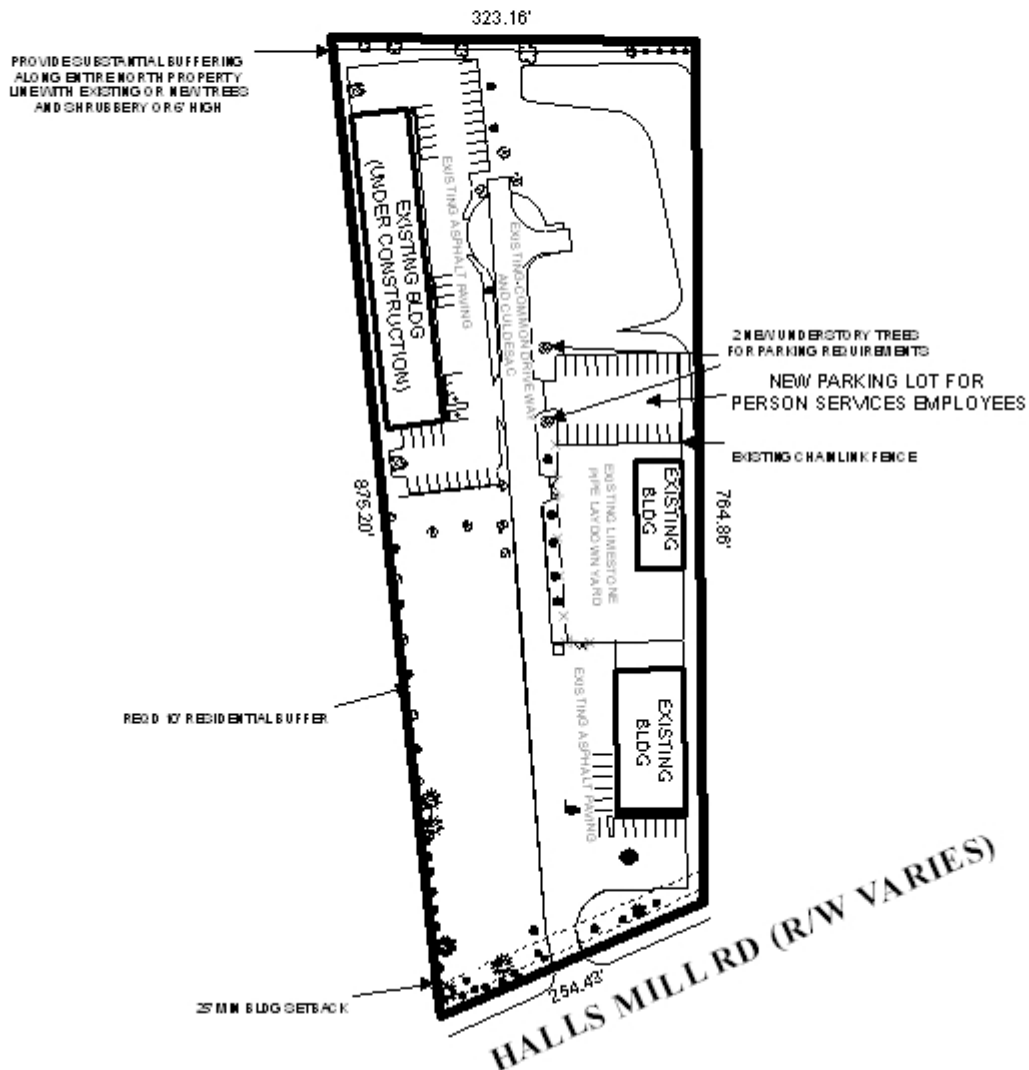 323.16'
PROVIDE SUBSTANTIAL BUFFERING
ALONG ENTIRE NORTH PROPERTY
LINE WITH EXISTING OR NEW TREES
AND SHRUBBERY OR 6' HIGH
EXISTING BLDG
(UNDER CONSTRUCTION)
EXISTING ASPHALT PAVING
EXISTING COMMON DRIVEWAY
AND CULDESAC
2 NEW UNDERSTORY TREES
FOR PARKING REQUIREMENTS
NEW PARKING LOT FOR
PERSON SERVICES EMPLOYEES
EXISTING CHAINLINK FENCE
EXISTING
BLDG
EXISTING LIMESTONE
PIPE LAYDOWN YARD
875.20'
764.86'
EXISTING
BLDG
EXISTING ASPHALT PAVING
REQD 10' RESIDENTIAL BUFFER
25' MIN BLDG SETBACK
254.43'
HALLS MILL RD (R/W VARIES)